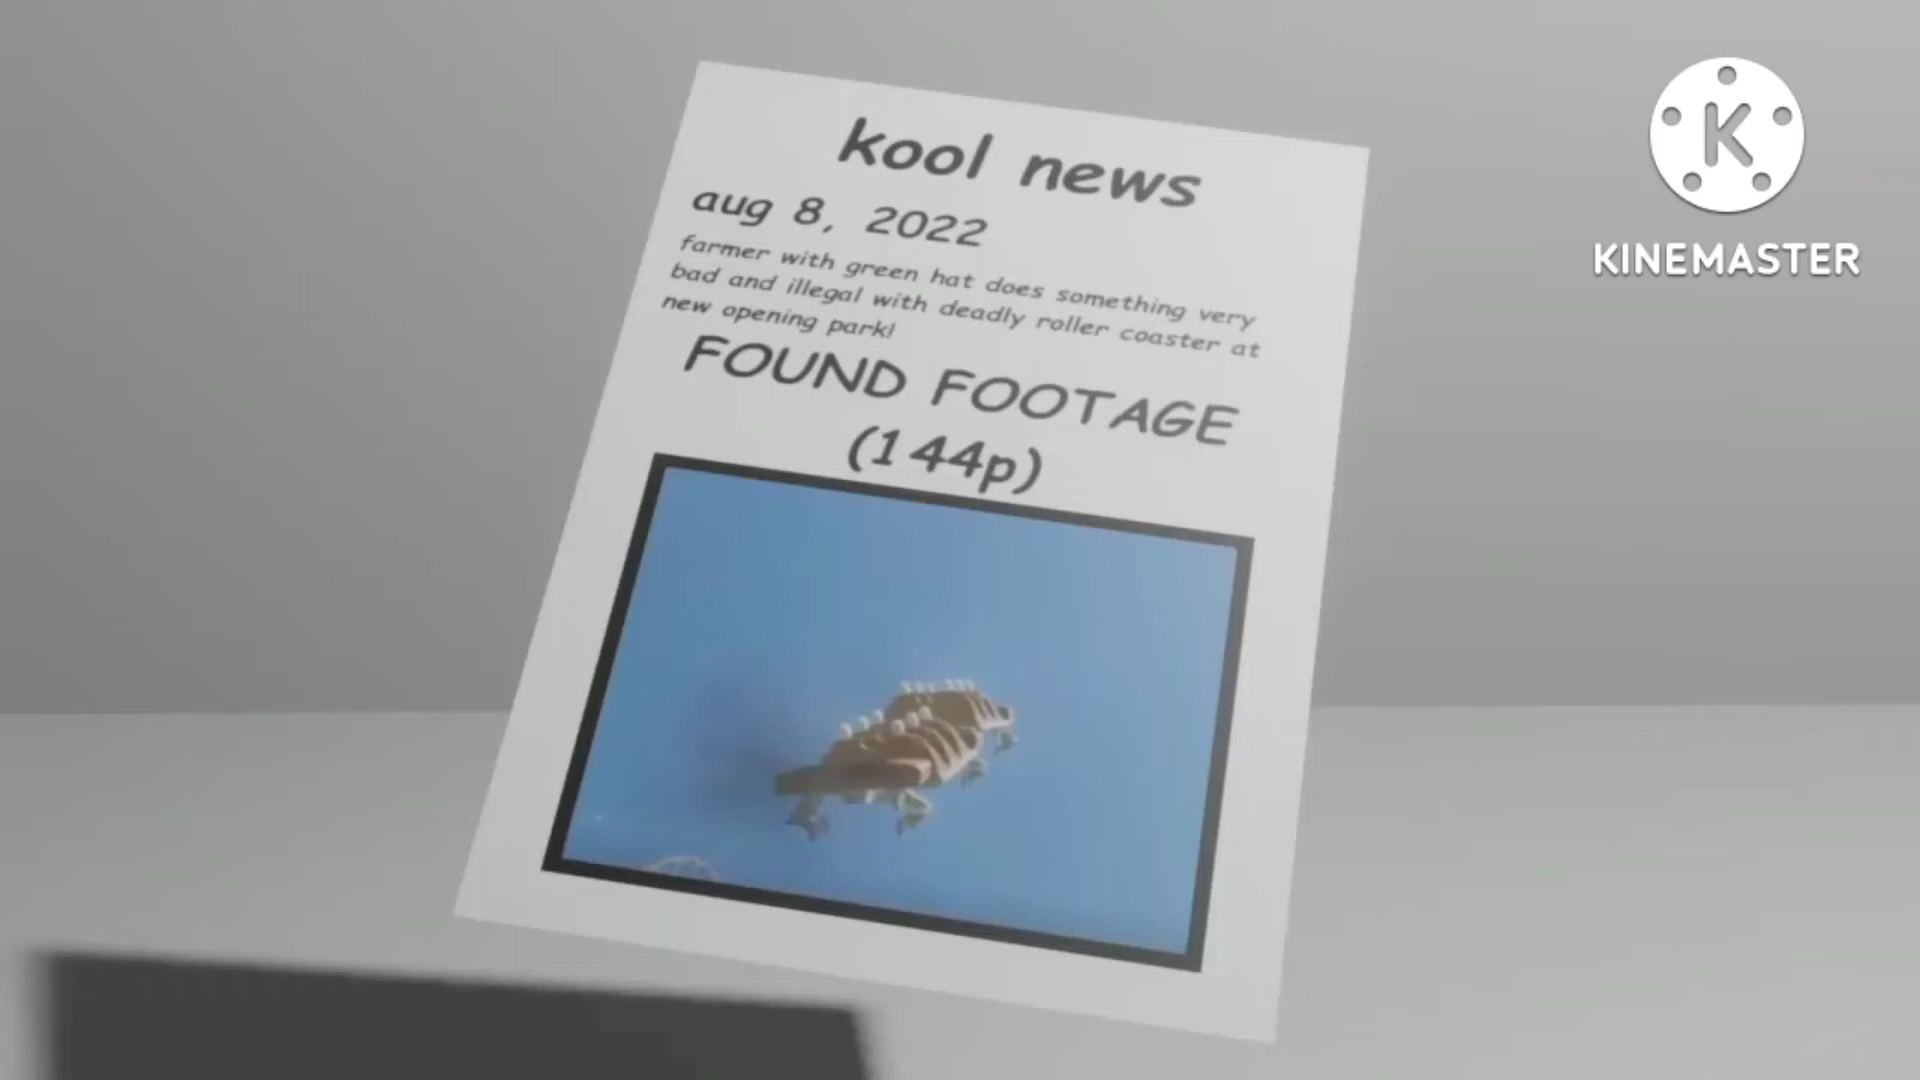 kool news
aug 8, 2022
farmer with green hat does something very
bad and illegal with deadly roller coaster at
new opening park!
FOUND FOOTAGE
(144p)
K
KINEMASTER